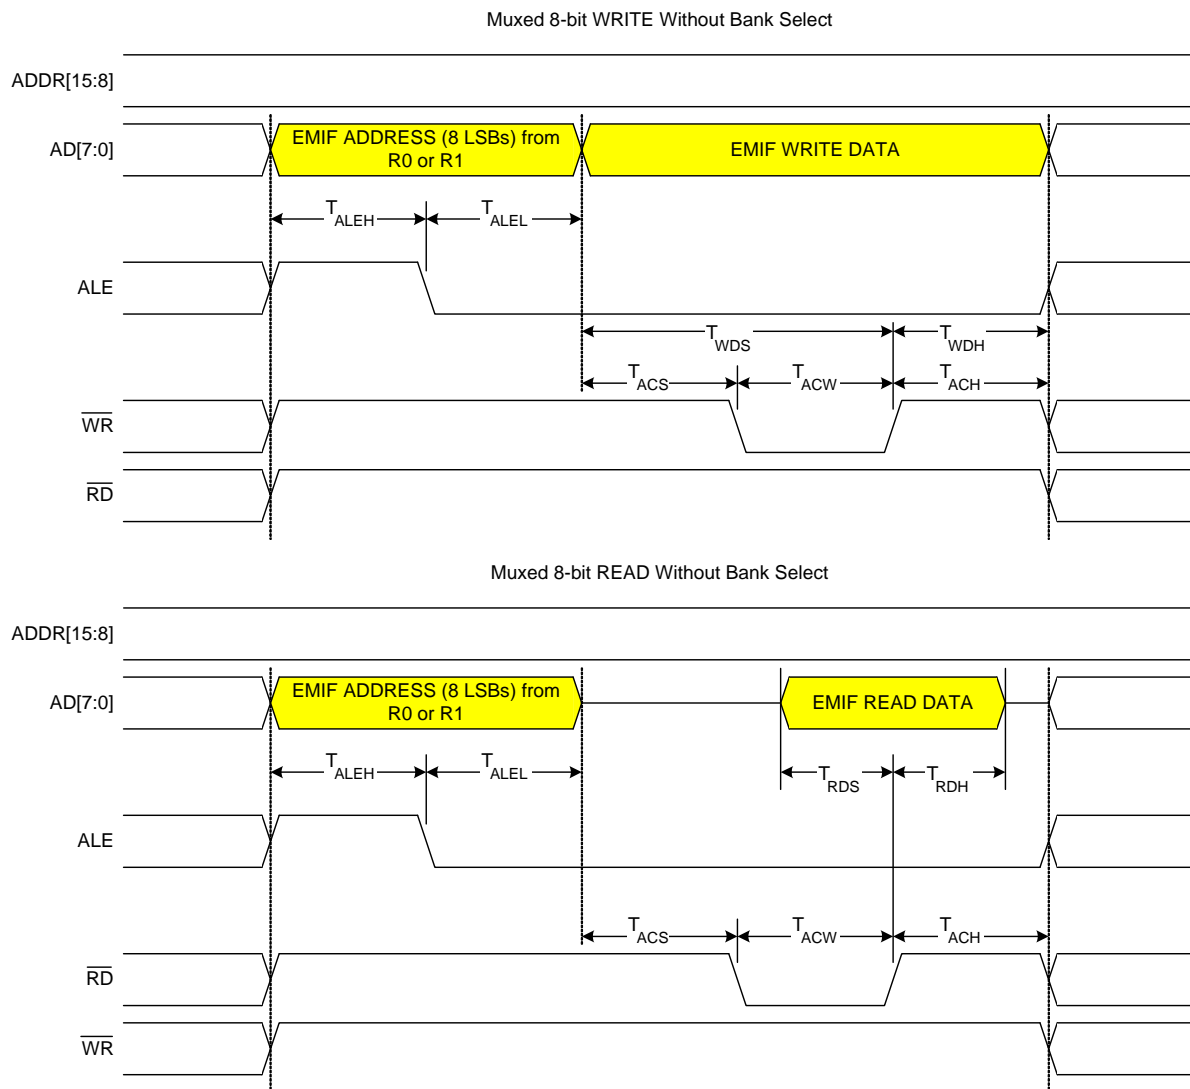 Muxed 8-bit WRITE Without Bank Select
ADDR[15:8]
AD[7:0]
EMIF ADDRESS (8 LSBs) from
R0 or R1
EMIF WRITE DATA
TALEH
TALEL
ALE
TWDS
TWDH
TACS
TACW
TACH
WR
RD
Muxed 8-bit READ Without Bank Select
ADDR[15:8]
AD[7:0]
EMIF ADDRESS (8 LSBs) from
R0 or R1
EMIF READ DATA
TALEH
TALEL
TRDS
TRDH
ALE
TACS
TACW
TACH
RD
WR